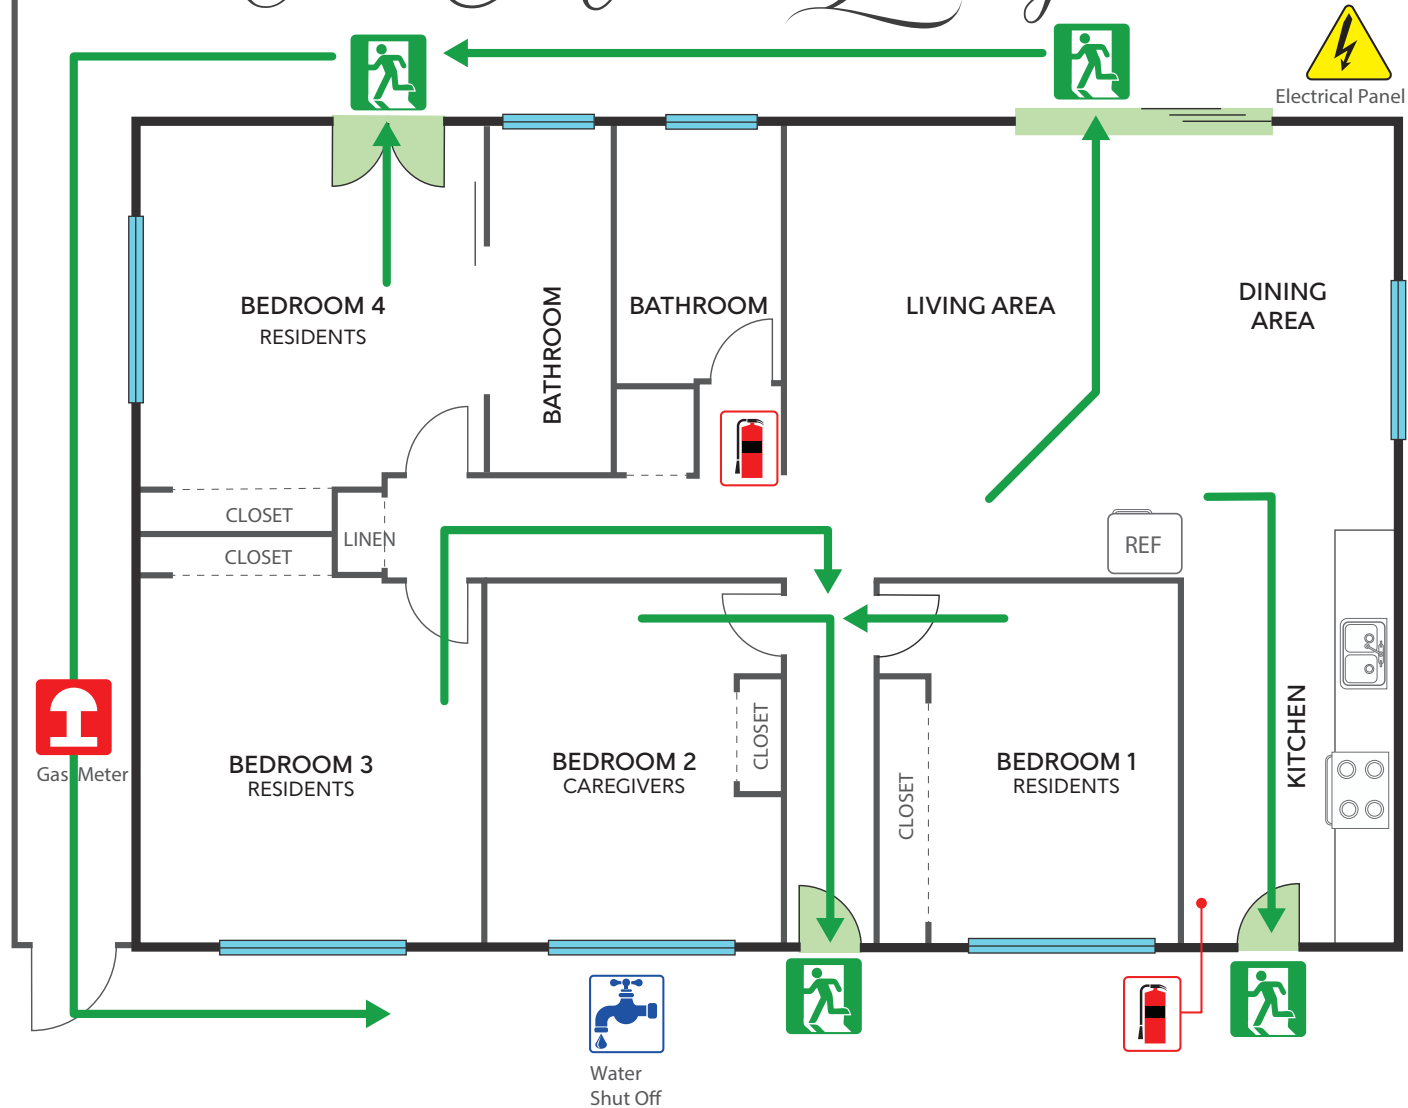 Electrical Panel
BEDROOM 4
RESIDENTS
BATHROOM
BATHROOM
LIVING AREA
DINING
AREA
CLOSET
CLOSET
LINEN
REF
Gas Meter
BEDROOM 3
RESIDENTS
BEDROOM 2
CAREGIVERS
CLOSET
CLOSET
BEDROOM 1
RESIDENTS
KITCHEN
Water
Shut Off